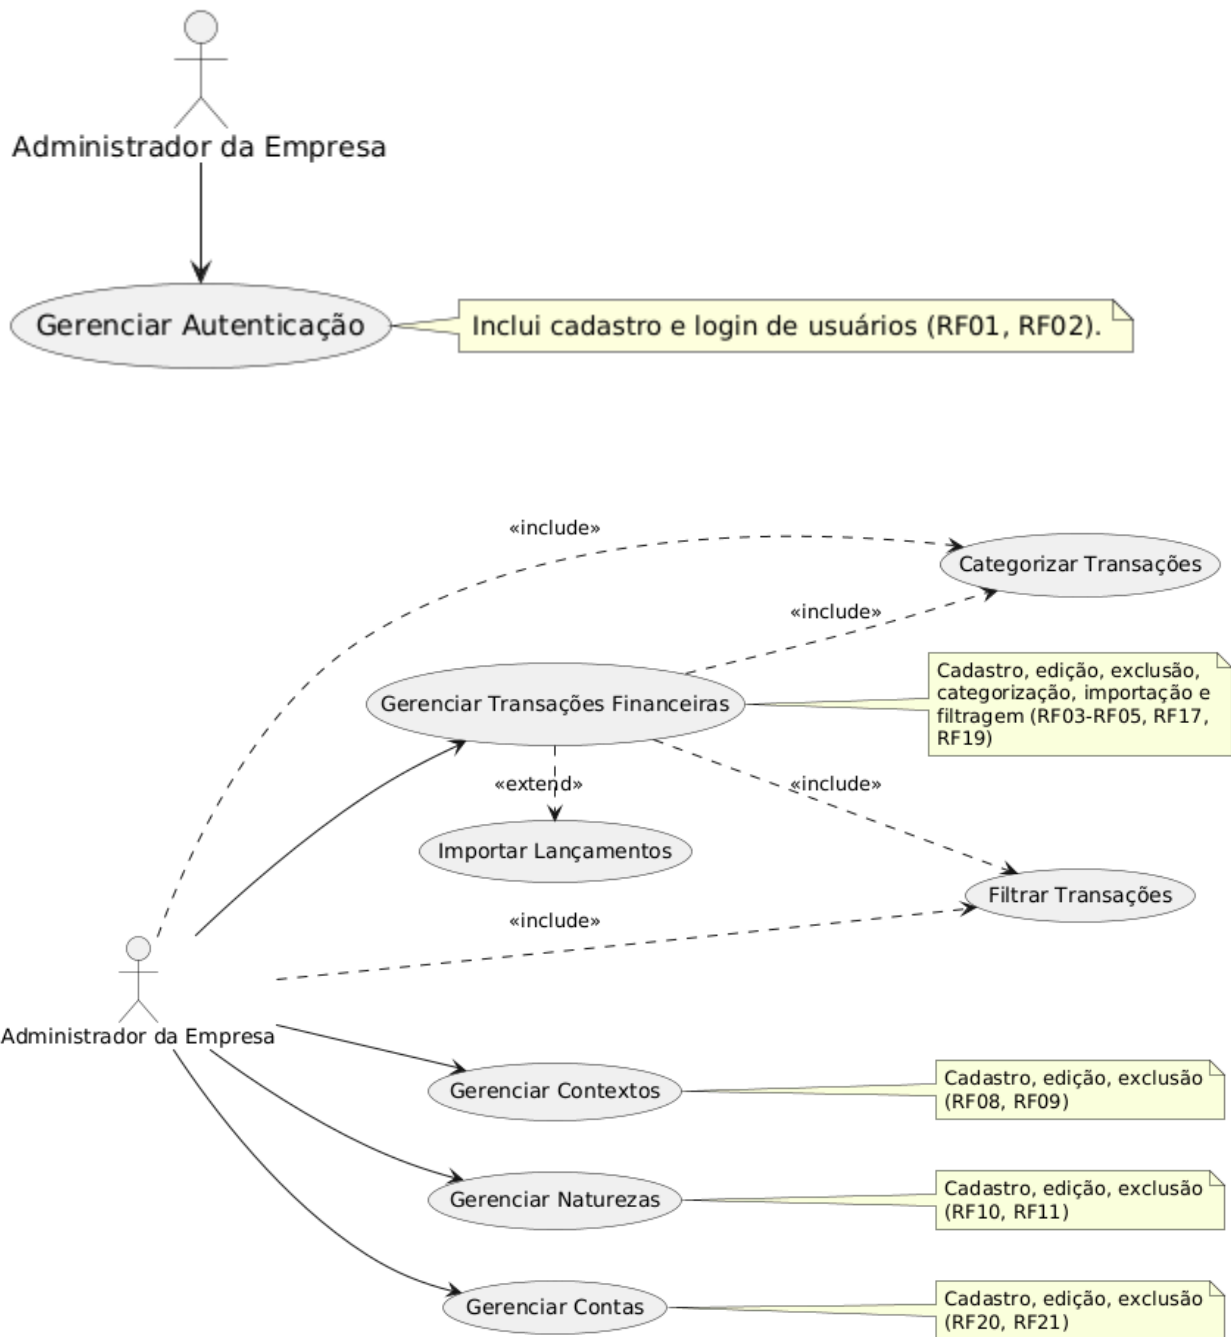 Administrador da Empresa
Gerenciar Autenticação
Inclui cadastro e login de usuários (RF01, RF02).
«include»
Categorizar Transações
«include»
Gerenciar Transações Financeiras
Cadastro, edição, exclusão,
categorização, importação e
filtragem (RF03-RF05, RF17,
RF19)
«extend»
«include»
Importar Lançamentos
Filtrar Transações
«include»
Administrador da Empresa
Gerenciar Contextos
Cadastro, edição, exclusão
(RF08, RF09)
Gerenciar Naturezas
Cadastro, edição, exclusão
(RF10, RF11)
Gerenciar Contas
Cadastro, edição, exclusão
(RF20, RF21)